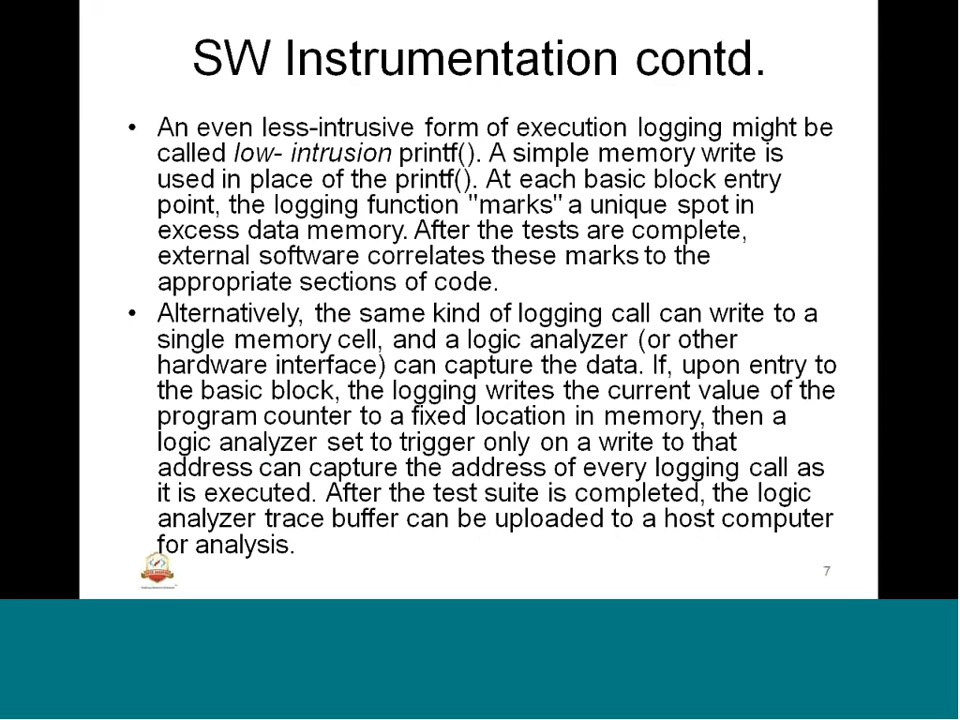 SW Instrumentation contd.
• An even less-intrusive form of execution logging might be
called low- intrusion printf(). A simple memory write is
used in place of the printf(). At each basic block entry
point, the logging function "marks" a unique spot in
excess data memory. After the tests are complete,
external software correlates these marks to the
appropriate sections of code.
• Alternatively, the same kind of logging call can write to a
single memory cell, and a logic analyzer (or other
hardware interface) can capture the data. If, upon entry to
the basic block, the logging writes the current value of the
program counter to a fixed location in memory, then a
logic analyzer set to trigger only on a write to that
address can capture the address of every logging call as
it is executed. After the test suite is completed, the logic
analyzer trace buffer can be uploaded to a host computer
for analysis.
7